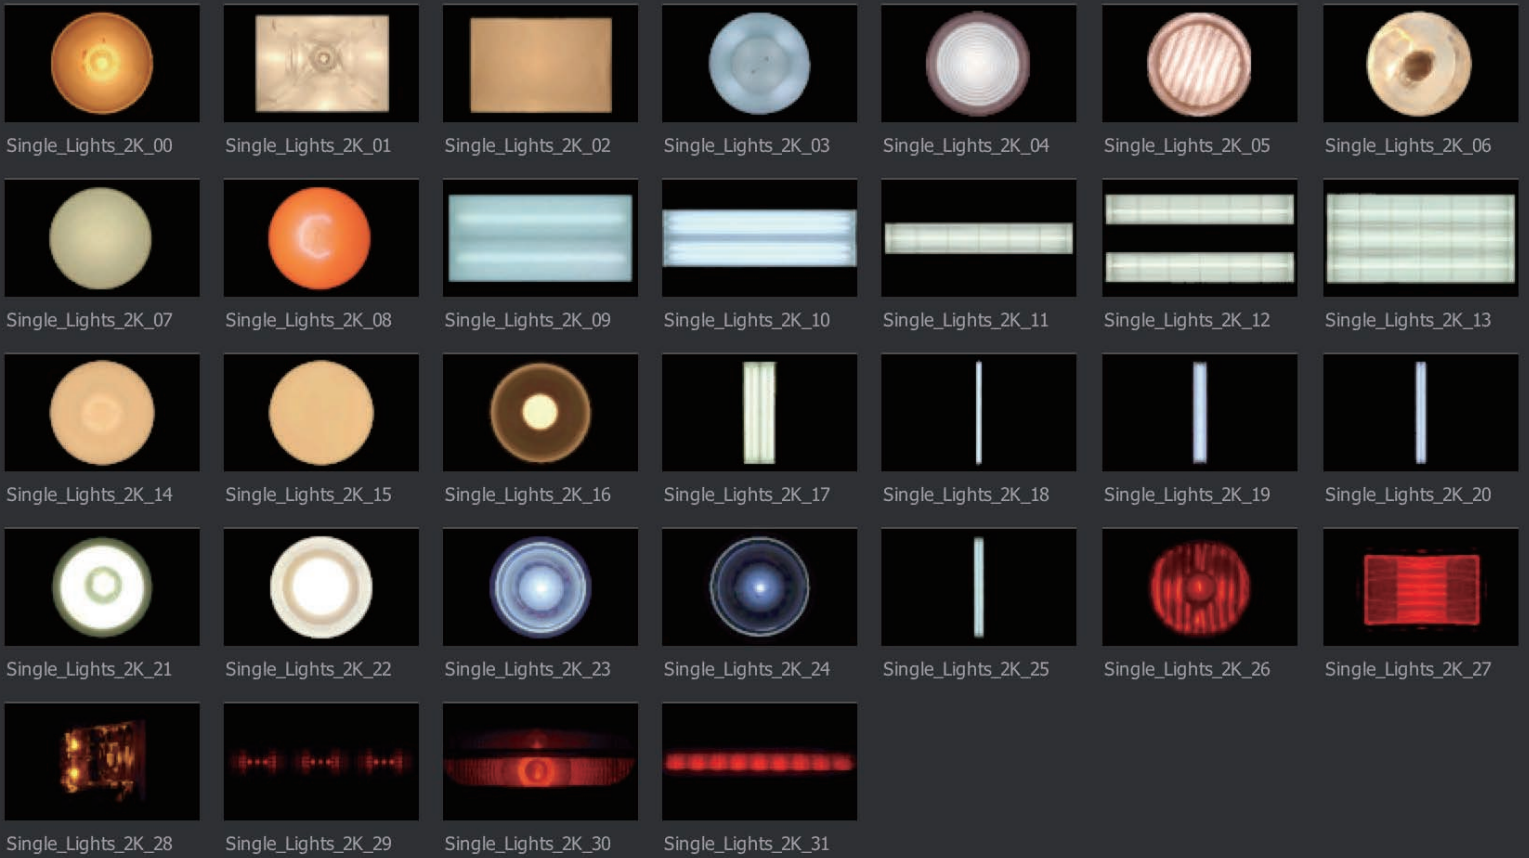 Single_Lights_2K_00 Single_Lights_2K_01 Single_Lights_2K_02 Single_Lights_2K_03 Single_Lights_2K_04 Single_Lights_2K_05 Single_Lights_2K_06
Single_Lights_2K_07 Single_Lights_2K_08 Single_Lights_2K_09 Single_Lights_2K_10 Single_Lights_2K_11 Single_Lights_2K_12 Single_Lights_2K_13
Single_Lights_2K_14 Single_Lights_2K_15 Single_Lights_2K_16 Single_Lights_2K_17 Single_Lights_2K_18 Single_Lights_2K_19 Single_Lights_2K_20
Single_Lights_2K_21 Single_Lights_2K_22 Single_Lights_2K_23 Single_Lights_2K_24 Single_Lights_2K_25 Single_Lights_2K_26 Single_Lights_2K_27
Single_Lights_2K_28 Single_Lights_2K_29 Single_Lights_2K_30 Single_Lights_2K_31